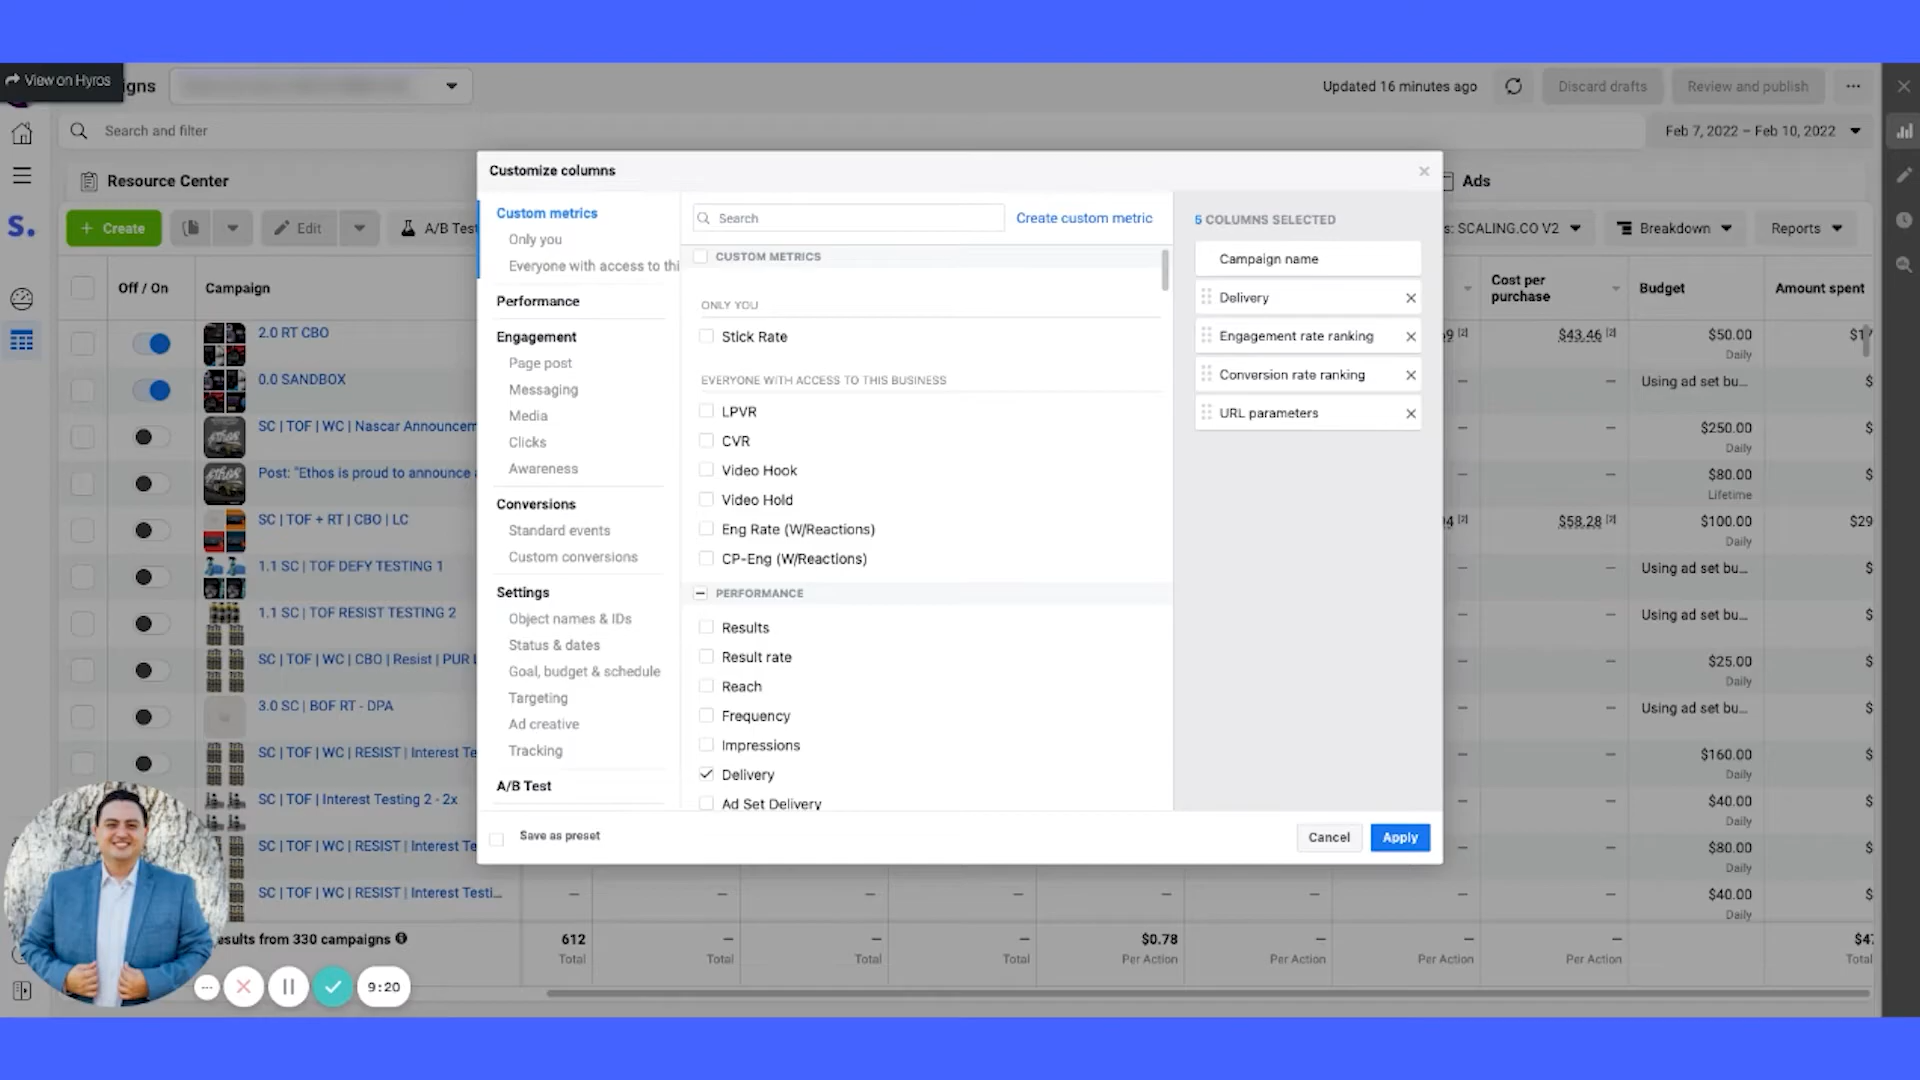 View on Hyros
igns
Updated 16 minutes ago
Discard drafts
Review and publish
Search and filter
Feb 7, 2022 – Feb 10, 2022
Resource Center
Ads
+ Create
Edit
A/B Test
s: SCALING.CO V2
Breakdown
Reports
Off / On
Campaign
Cost per purchase
Budget
Amount spent
2.0 RT CBO
$43.46 [2]
$50.00
Daily
0.0 SANDBOX
Using ad set bu...
SC | TOF | WC | Nascar Announcem
$250.00
Daily
Post: "Ethos is proud to announce a
$80.00
Lifetime
SC | TOF + RT | CBO | LC
$58.28 [2]
$100.00
Daily
$29
1.1 SC | TOF DEFY TESTING 1
Using ad set bu...
1.1 SC | TOF RESIST TESTING 2
Using ad set bu...
SC | TOF | WC | CBO | Resist | PUR L
$25.00
Daily
3.0 SC | BOF RT - DPA
Using ad set bu...
SC | TOF | WC | RESIST | Interest Te
$160.00
Daily
SC | TOF | Interest Testing 2 - 2x
$40.00
Daily
SC | TOF | WC | RESIST | Interest Te
$80.00
Daily
SC | TOF | WC | RESIST | Interest Testi...
$40.00
Daily
esults from 330 campaigns
612
Total
— Total
— Total
— Total
$0.78
Per Action
— Per Action
— Per Action
— Per Action
$47
Total
Customize columns
Custom metrics
Only you
Everyone with access to thi
Performance
Engagement
Page post
Messaging
Media
Clicks
Awareness
Conversions
Standard events
Custom conversions
Settings
Object names & IDs
Status & dates
Goal, budget & schedule
Targeting
Ad creative
Tracking
A/B Test
Search
Create custom metric
CUSTOM METRICS
ONLY YOU
Stick Rate
EVERYONE WITH ACCESS TO THIS BUSINESS
LPVR
CVR
Video Hook
Video Hold
Eng Rate (W/Reactions)
CP-Eng (W/Reactions)
PERFORMANCE
Results
Result rate
Reach
Frequency
Impressions
Delivery
Ad Set Delivery
5 COLUMNS SELECTED
Campaign name
Delivery
Engagement rate ranking
Conversion rate ranking
URL parameters
Save as preset
Cancel
Apply
9:20
S.